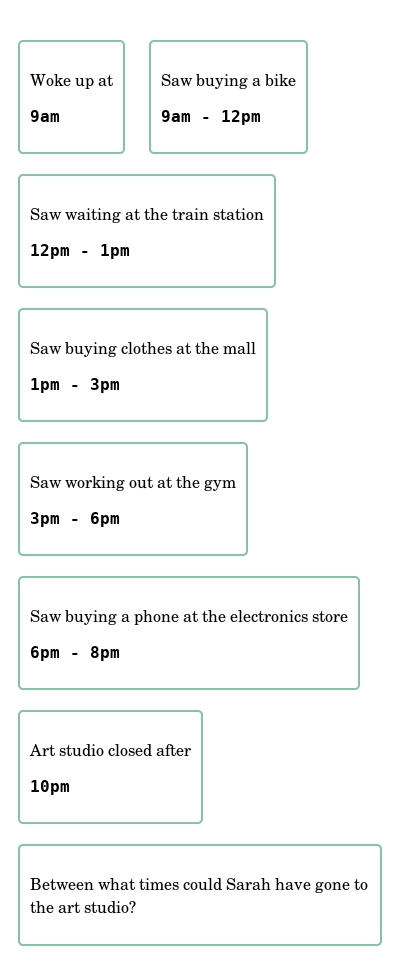 Woke up at
9am
Saw buying a bike
9am - 12pm
Saw waiting at the train station
12pm - 1pm
Saw buying clothes at the mall
1pm - 3pm
Saw working out at the gym
3pm - 6pm
Saw buying a phone at the electronics store
6pm - 8pm
Art studio closed after
10pm
Between what times could Sarah have gone to
the art studio?